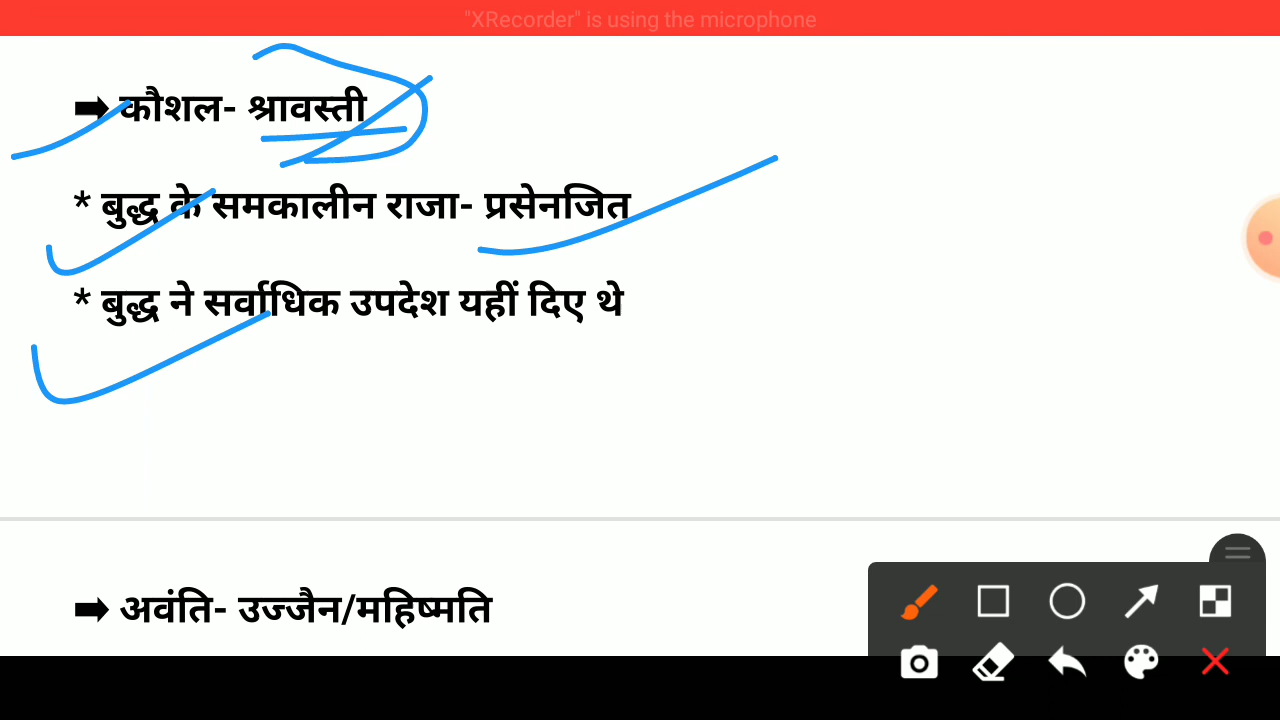 "XRecorder" is using the microphone
➡ कौशल- श्रावस्ती
* बुद्ध के समकालीन राजा- प्रसेनजित
* बुद्ध ने सर्वाधिक उपदेश यहीं दिए थे
➡ अवंति- उज्जैन/महिष्मति